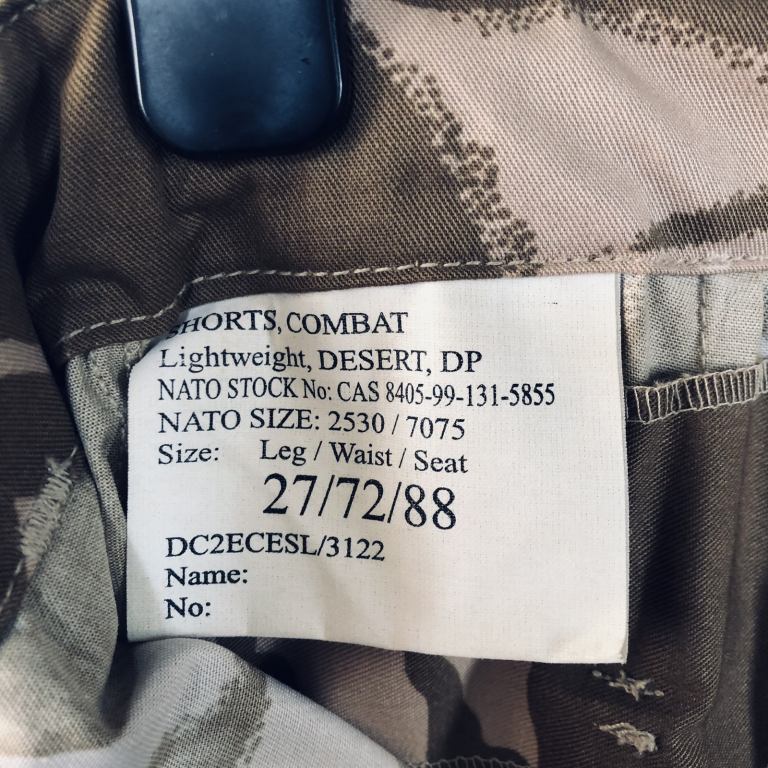 SHORTS, COMBAT
Lightweight, DESERT, DP
NATO STOCK No: CAS 8405-99-131-5855
NATO SIZE: 2530 / 7075
Size: Leg / Waist / Seat
27/72/88
DC2ECESL/3122
Name:
No: